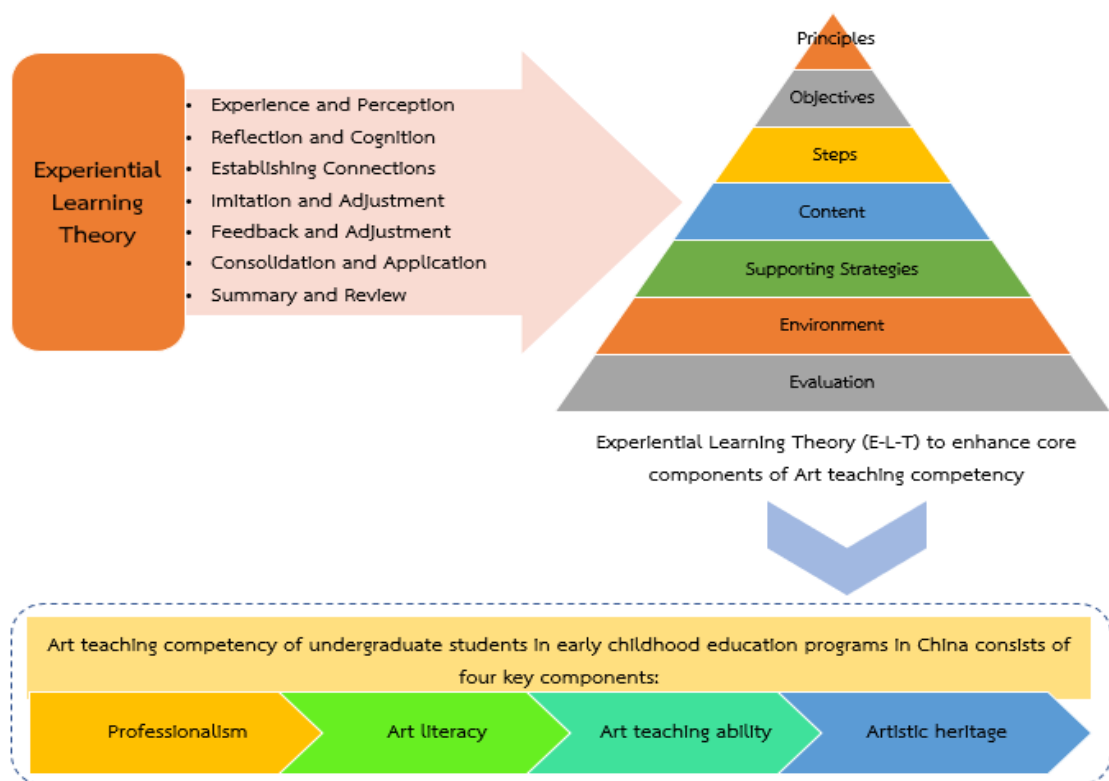 Experiential
Learning
Theory
• Experience and Perception
• Reflection and Cognition
• Establishing Connections
• Imitation and Adjustment
• Feedback and Adjustment
• Consolidation and Application
• Summary and Review
Principles
Objectives
Steps
Content
Supporting Strategies
Environment
Evaluation
Experiential Learning Theory (E-L-T) to enhance core
components of Art teaching competency
Art teaching competency of undergraduate students in early childhood education programs in China consists of
four key components:
Professionalism
Art literacy
Art teaching ability
Artistic heritage